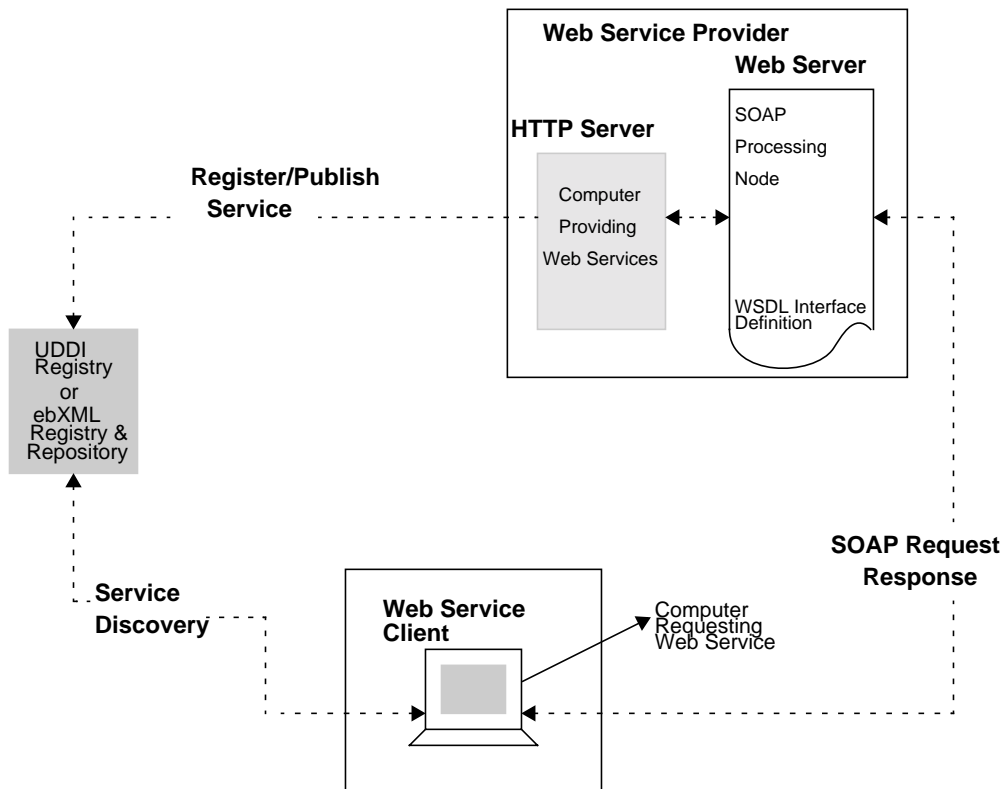 Web Service Provider
Web Server
SOAP
Processing
Node
HTTP Server
Computer
Providing
Web Services
WSDL Interface
Definition
Register/Publish
Service
UDDI
Registry
or
ebXML
Registry &
Repository
SOAP Request
Response
Service
Discovery
Web Service
Client
Computer
Requesting
Web Service